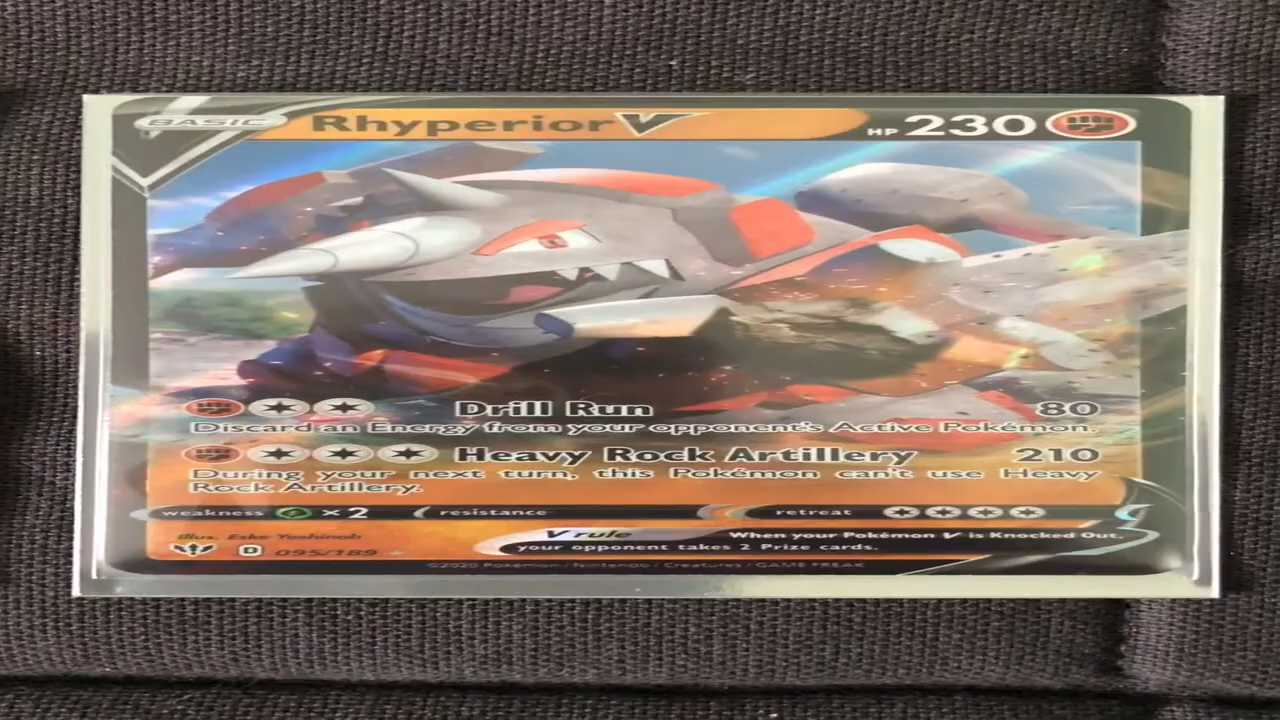 BASIC Rhyperior V HP 230
Drill Run 80
Discard an Energy from your opponent's Active Pokémon.
Heavy Rock Artillery 210
During your next turn, this Pokémon can't use Heavy
Rock Artillery.
weakness ×2 resistance retreat
Illus. Eske Yoshinob
V rule When your Pokémon V is Knocked Out,
your opponent takes 2 Prize cards.
D 095/189
©2020 Pokémon / Nintendo / Creatures / GAME FREAK